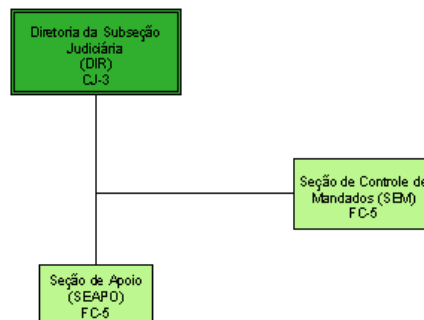 Diretoria da Subseção
Judiciária
(DIR)
CJ-3
Seção de Controle de
Mandados (SEM)
FC-5
Seção de Apoio
(SEAPO)
FC-5